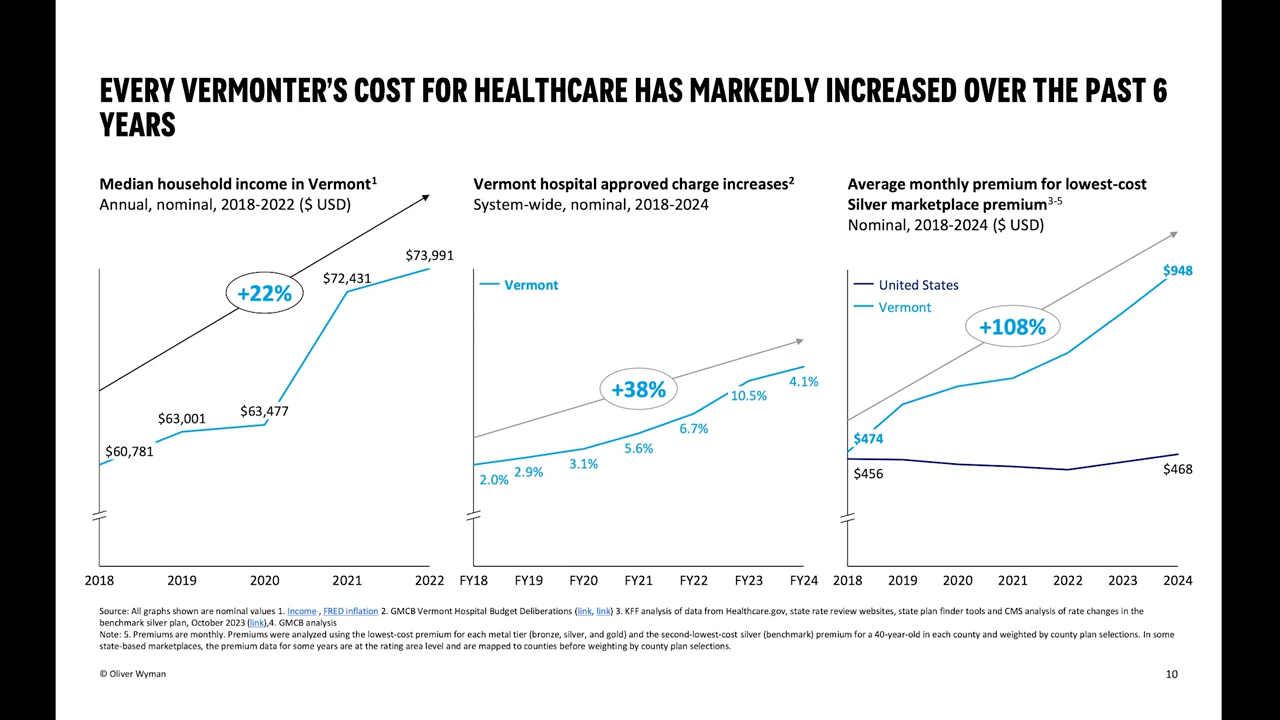 EVERY VERMONTER’S COST FOR HEALTHCARE HAS MARKEDLY INCREASED OVER THE PAST 6
YEARS
Median household income in Vermont1
Annual, nominal, 2018-2022 ($ USD)
+22%
$60,781
$63,001
$63,477
$72,431
$73,991
2018 2019 2020 2021 2022
Vermont hospital approved charge increases2
System-wide, nominal, 2018-2024
Vermont
+38%
2.0%
2.9%
3.1%
5.6%
6.7%
10.5%
4.1%
FY18 FY19 FY20 FY21 FY22 FY23 FY24
Average monthly premium for lowest-cost
Silver marketplace premium3-5
Nominal, 2018-2024 ($ USD)
United States
Vermont
+108%
$948
$474
$456
$468
2018 2019 2020 2021 2022 2023 2024
Source: All graphs shown are nominal values 1. Income , FRED inflation 2. GMCB Vermont Hospital Budget Deliberations (link, link) 3. KFF analysis of data from Healthcare.gov, state rate review websites, state plan finder tools and CMS analysis of rate changes in the
benchmark silver plan, October 2023 (link),4. GMCB analysis
Note: 5. Premiums are monthly. Premiums were analyzed using the lowest-cost premium for each metal tier (bronze, silver, and gold) and the second-lowest-cost silver (benchmark) premium for a 40-year-old in each county and weighted by county plan selections. In some
state-based marketplaces, the premium data for some years are at the rating area level and are mapped to counties before weighting by county plan selections.
© Oliver Wyman
10